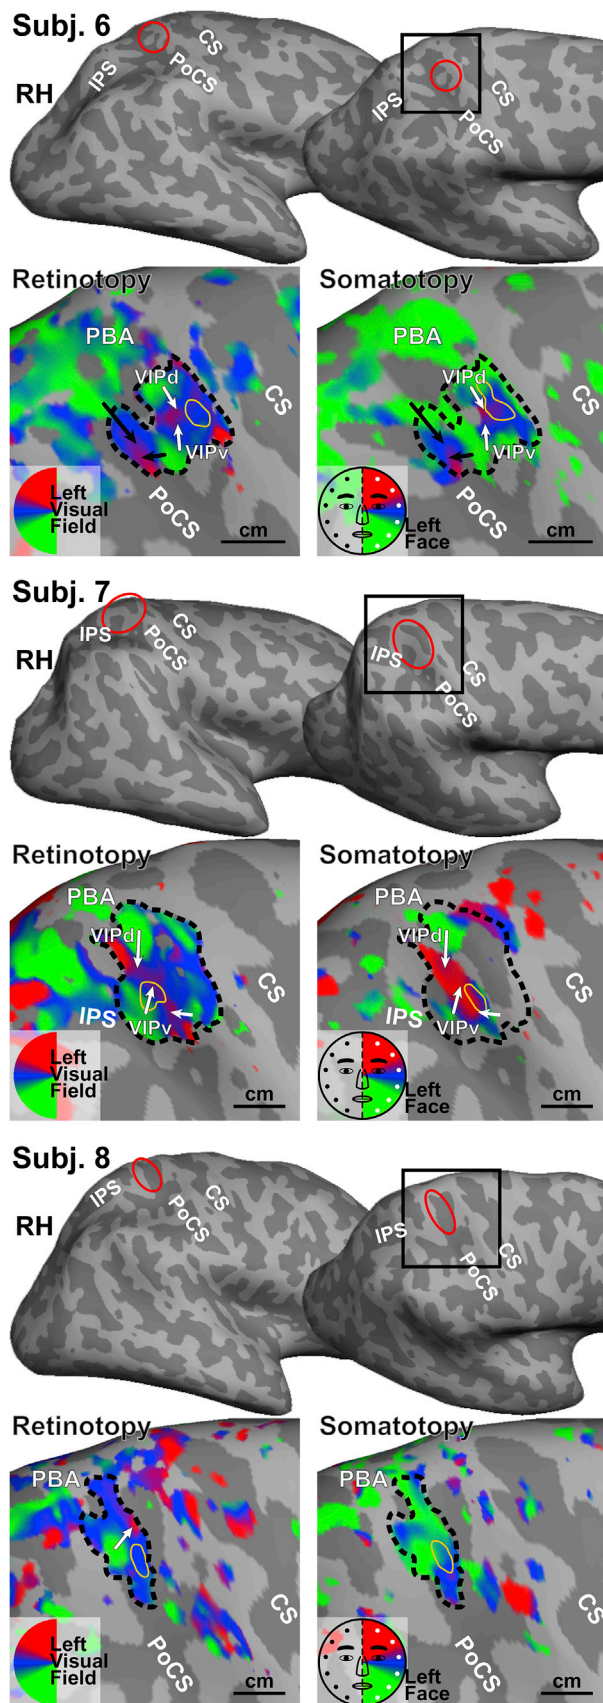 Subj. 6
CS
IPS
PoCS
RH
CS
IPS
PoCS
Retinotopy
PBA
VIPd
VIPv
CS
PoCS
Left
Visual
Field
cm
Somatotopy
PBA
VIPd
VIPv
CS
PoCS
Left
Face
cm
Subj. 7
CS
IPS
PoCS
RH
IPS
CS
PoCS
Retinotopy
PBA
VIPd
IPS
VIPv
CS
Left
Visual
Field
cm
Somatotopy
PBA
VIPd
IPS
VIPv
CS
Left
Face
cm
Subj. 8
IPS
CS
PoCS
RH
IPS
CS
PoCS
Retinotopy
PBA
CS
PoCS
Left
Visual
Field
cm
Somatotopy
PBA
CS
PoCS
Left
Face
cm